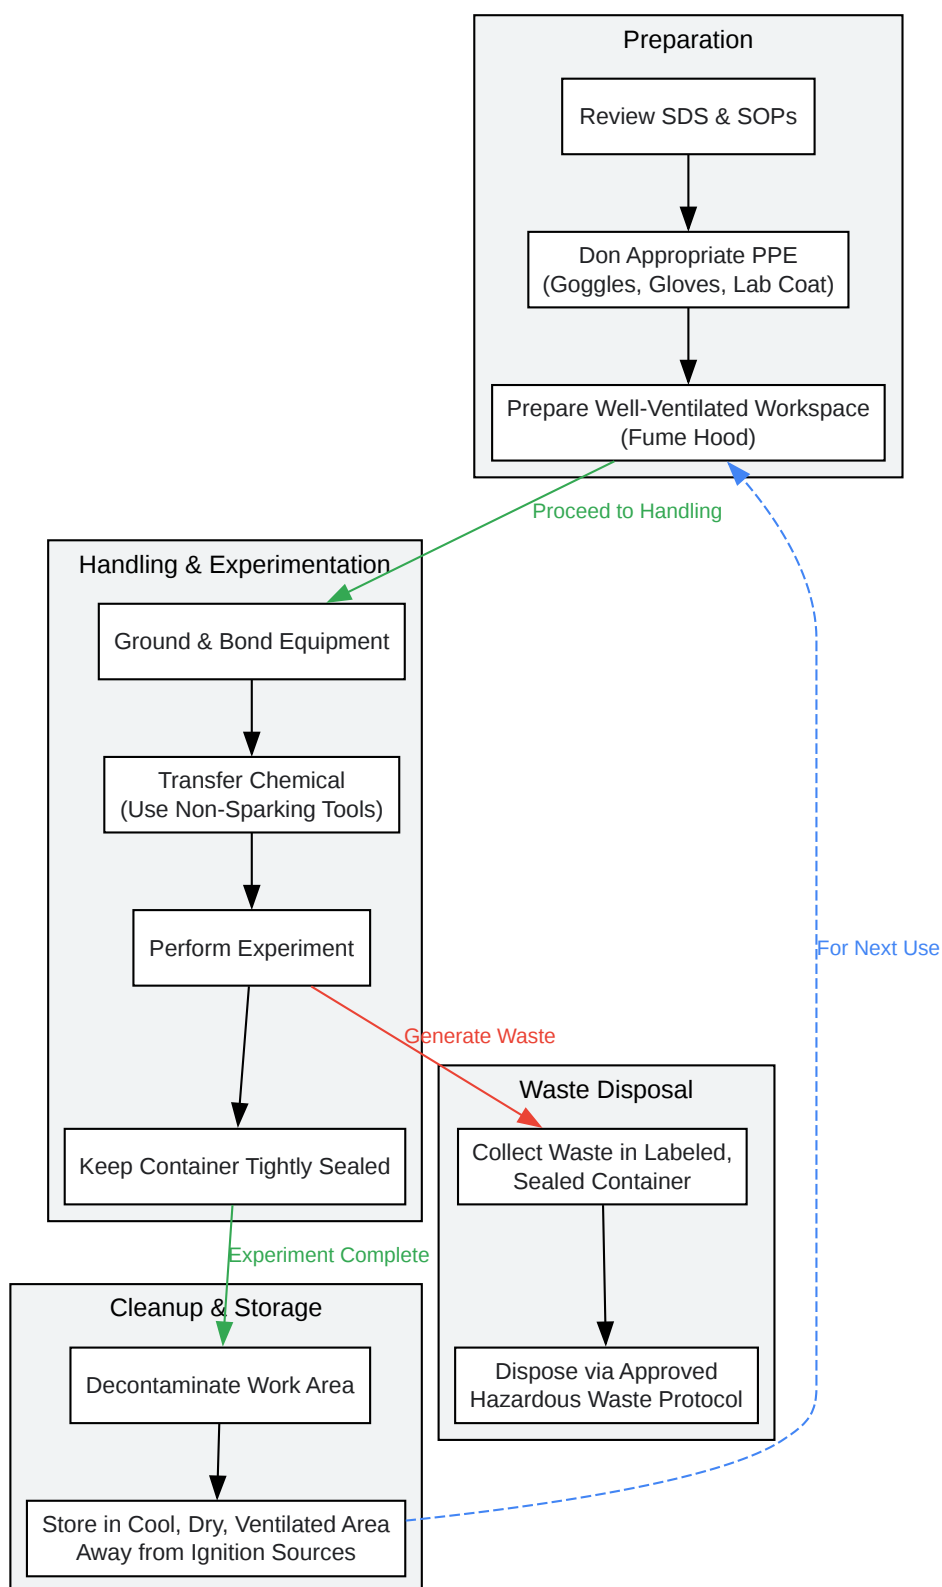 Preparation
Review SDS & SOPs
Don Appropriate PPE
(Goggles, Gloves, Lab Coat)
Prepare Well-Ventilated Workspace
(Fume Hood)
Proceed to Handling
Handling & Experimentation
Ground & Bond Equipment
Transfer Chemical
(Use Non-Sparking Tools)
Perform Experiment
For Next Use
Generate Waste
Waste Disposal
Keep Container Tightly Sealed
Collect Waste in Labeled,
Sealed Container
Experiment Complete
Cleanup & Storage
Decontaminate Work Area
Dispose via Approved
Hazardous Waste Protocol
Store in Cool, Dry, Ventilated Area
Away from Ignition Sources